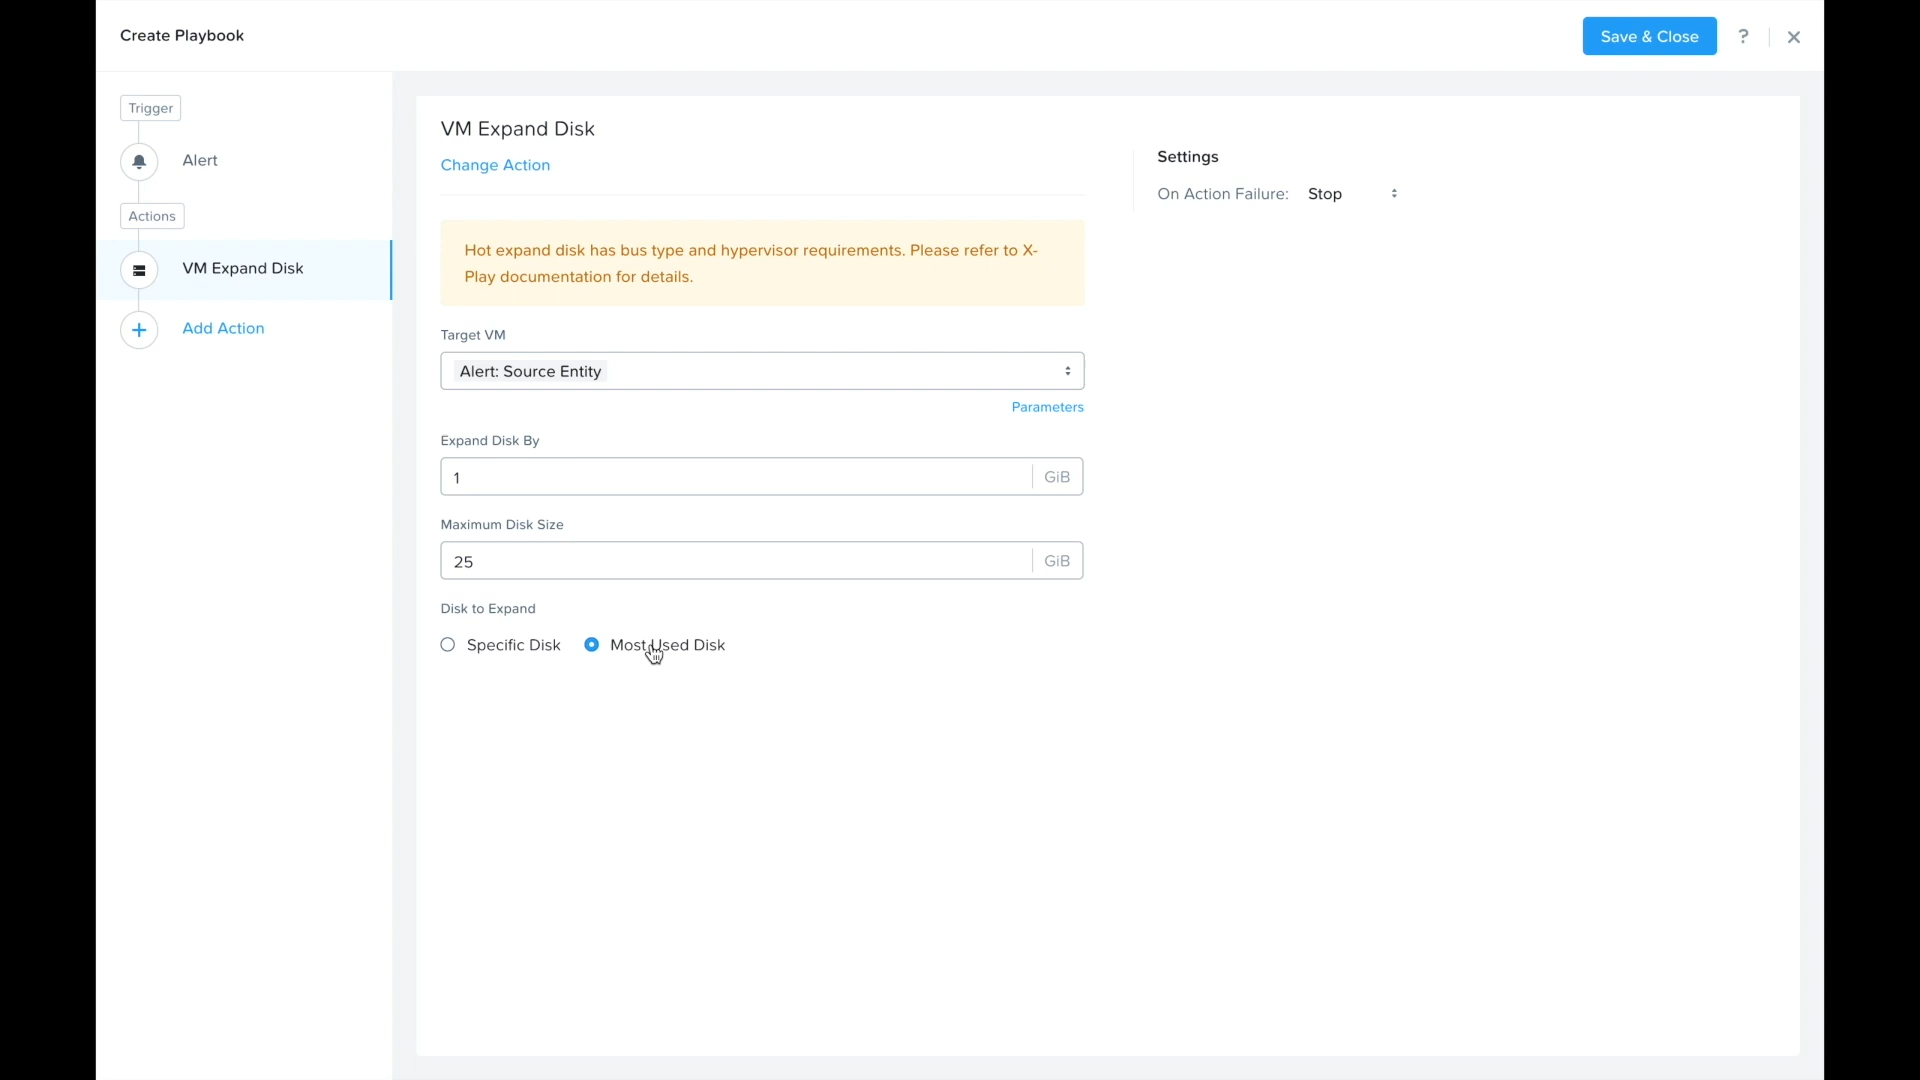 Create Playbook
Save & Close
?
Trigger
Alert
Actions
VM Expand Disk
Add Action
VM Expand Disk
Change Action
Hot expand disk has bus type and hypervisor requirements. Please refer to X-
Play documentation for details.
Target VM
Alert: Source Entity
Parameters
Expand Disk By
1 GiB
Maximum Disk Size
25 GiB
Disk to Expand
Specific Disk Most Used Disk
Settings
On Action Failure: Stop